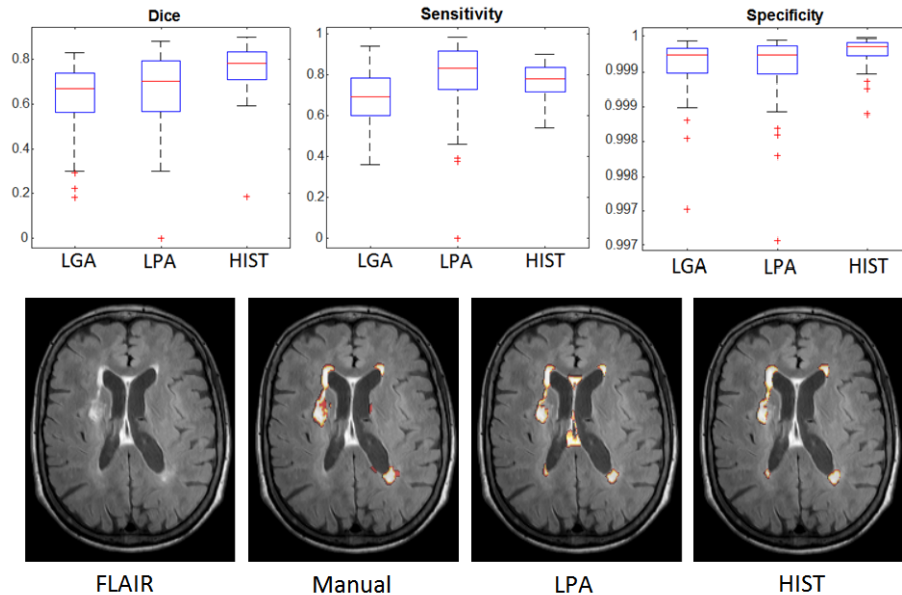 Dice
0.8
0.6
0.4
0.2
0
LGA LPA HIST
Sensitivity
1
0.8
0.6
0.4
0.2
0
LGA LPA HIST
Specificity
1
0.999
0.999
0.998
0.998
0.997
0.997
LGA LPA HIST
FLAIR Manual LPA HIST